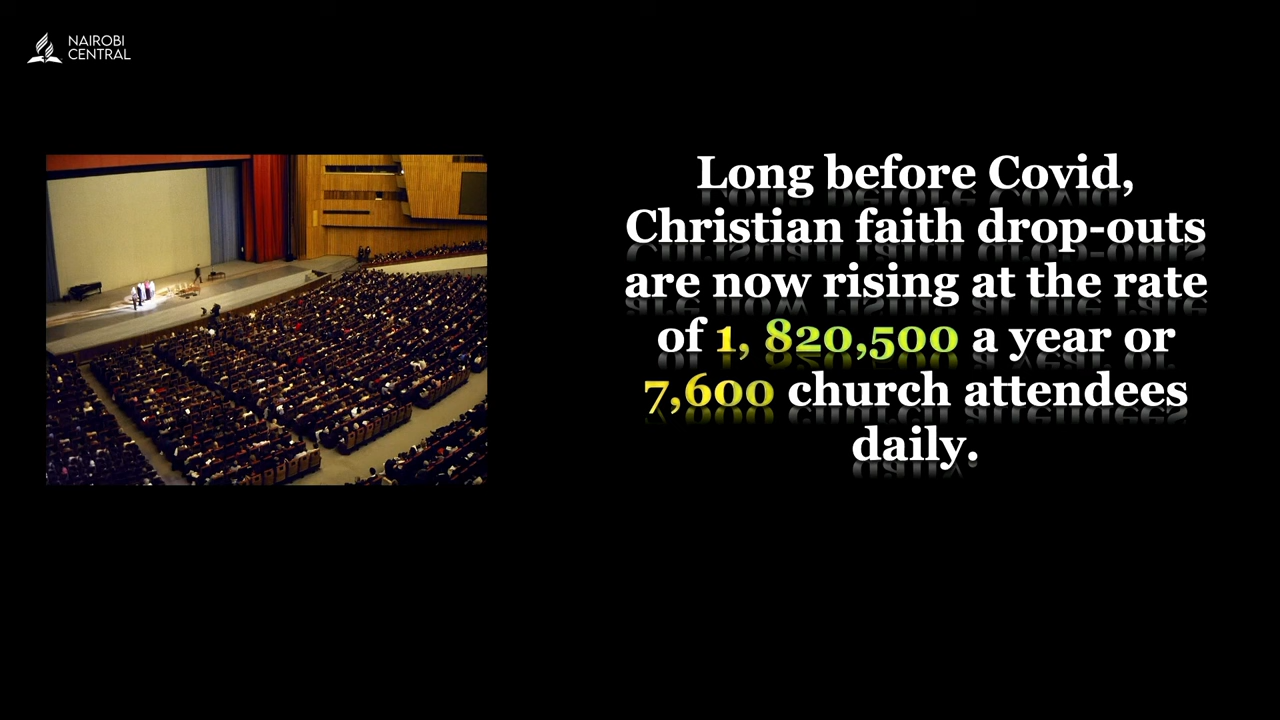 NAIROBI
CENTRAL
Long before Covid,
Christian faith drop-outs
are now rising at the rate
of 1, 820,500 a year or
7,600 church attendees
daily.